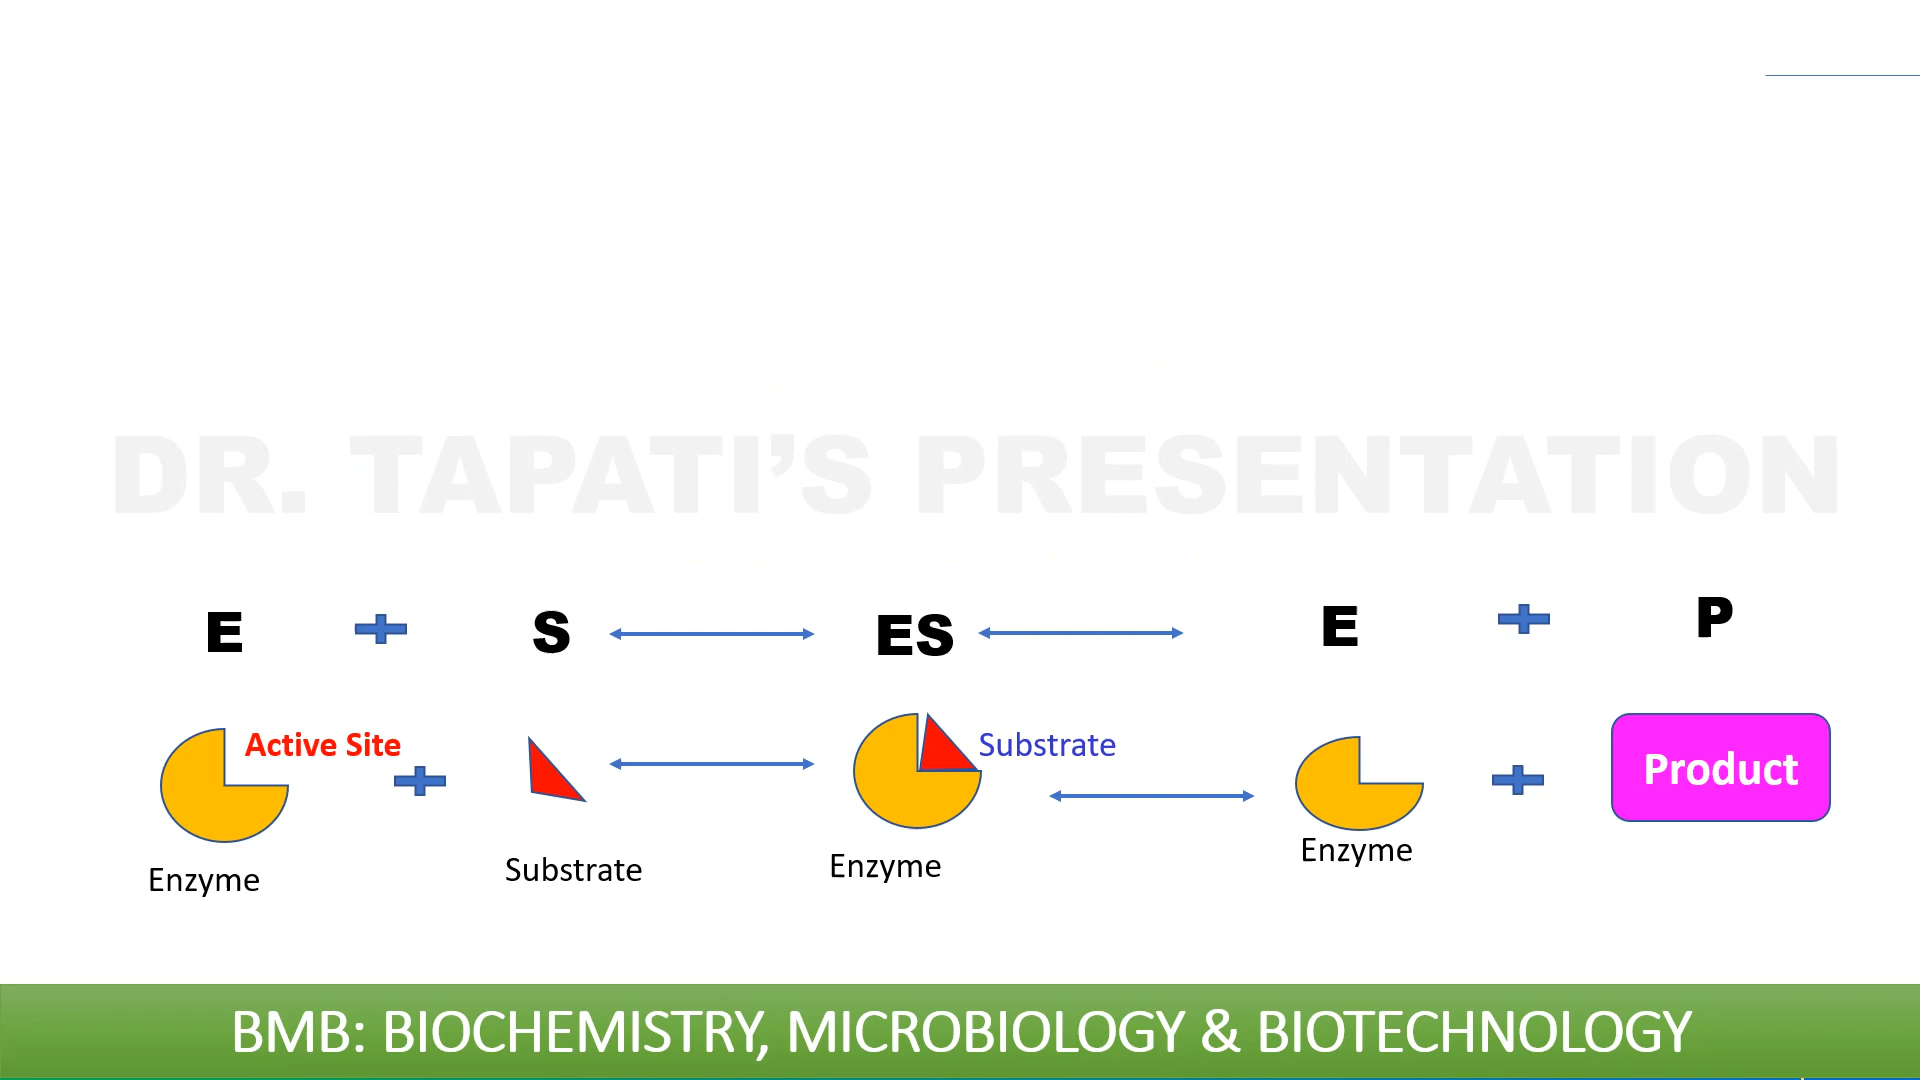 DR. TAPATI’S PRESENTATION
E + S ES E + P
Active Site
Substrate
Product
Enzyme
Substrate
Enzyme
Enzyme
BMB: BIOCHEMISTRY, MICROBIOLOGY & BIOTECHNOLOGY